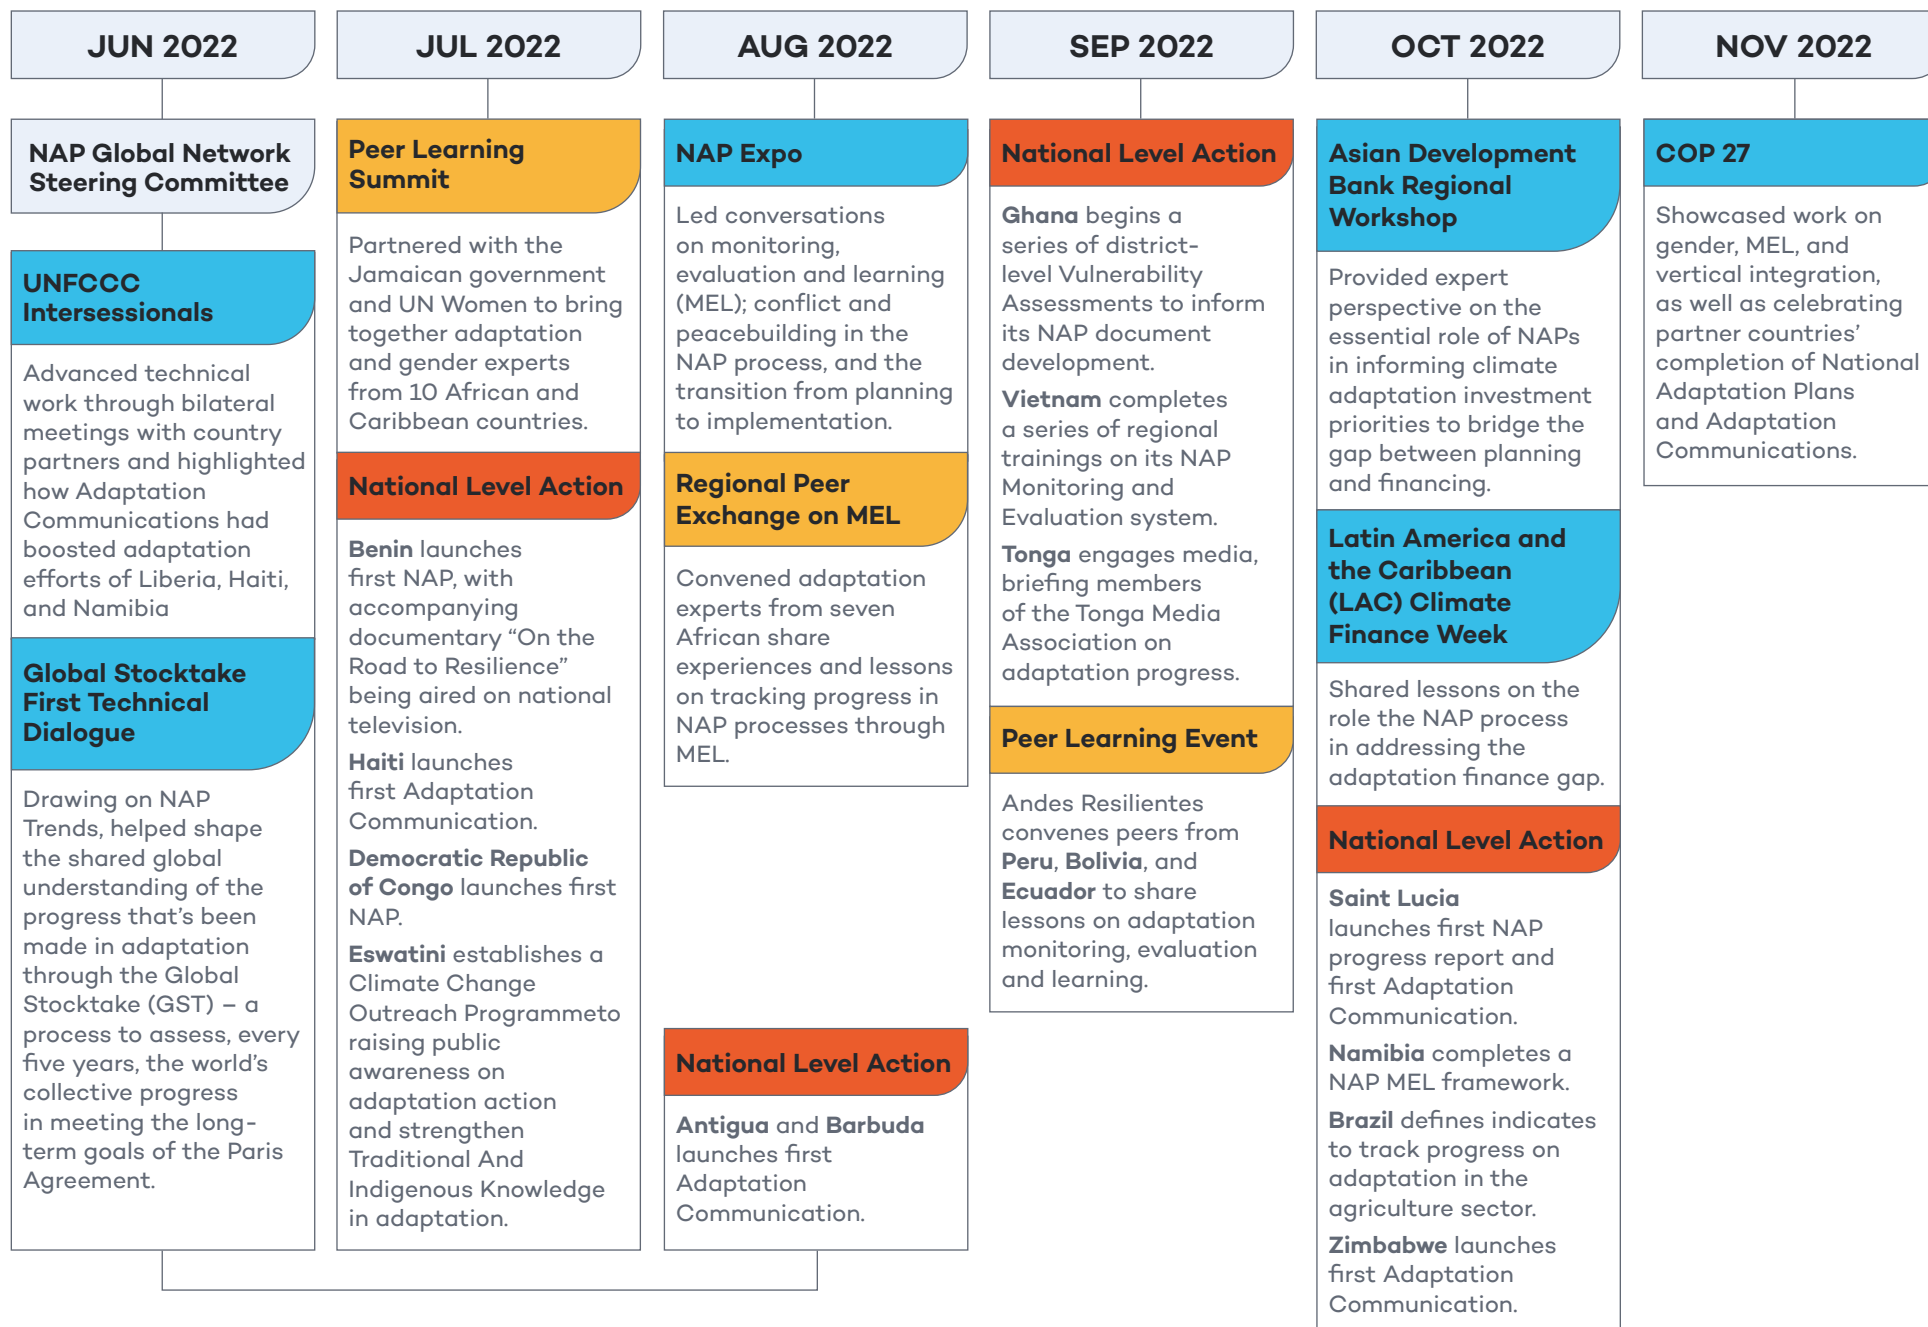 JUN 2022
NAP Global Network
Steering Committee
UNFCCC
Intersessionals
Advanced technical
work through bilateral
meetings with country
partners and highlighted
how Adaptation
Communications had
boosted adaptation
efforts of Liberia, Haiti,
and Namibia
Global Stocktake
First Technical
Dialogue
Drawing on NAP
Trends, helped shape
the shared global
understanding of the
progress that's been
made in adaptation
through the Global
Stocktake (GST) – a
process to assess, every
five years, the world's
collective progress
in meeting the long-
term goals of the Paris
Agreement.
JUL 2022
Peer Learning
Summit
Partnered with the
Jamaican government
and UN Women to bring
together adaptation
and gender experts
from 10 African and
Caribbean countries.
National Level Action
Benin launches
first NAP, with
accompanying
documentary “On the
Road to Resilience”
being aired on national
television.
Haiti launches
first Adaptation
Communication.
Democratic Republic
of Congo launches first
NAP.
Eswatini establishes a
Climate Change
Outreach Programmeto
raising public
awareness on
adaptation action
and strengthen
Traditional And
Indigenous Knowledge
in adaptation.
AUG 2022
NAP Expo
Led conversations
on monitoring,
evaluation and learning
(MEL); conflict and
peacebuilding in the
NAP process, and the
transition from planning
to implementation.
Regional Peer
Exchange on MEL
Convened adaptation
experts from seven
African share
experiences and lessons
on tracking progress in
NAP processes through
MEL.
National Level Action
Antigua and Barbuda
launches first
Adaptation
Communication.
SEP 2022
National Level Action
Ghana begins a
series of district-
level Vulnerability
Assessments to inform
its NAP document
development.
Vietnam completes
a series of regional
trainings on its NAP
Monitoring and
Evaluation system.
Tonga engages media,
briefing members
of the Tonga Media
Association on
adaptation progress.
Peer Learning Event
Andes Resilientes
convenes peers from
Peru, Bolivia, and
Ecuador to share
lessons on adaptation
monitoring, evaluation
and learning.
OCT 2022
Asian Development
Bank Regional
Workshop
Provided expert
perspective on the
essential role of NAPs
in informing climate
adaptation investment
priorities to bridge the
gap between planning
and financing.
Latin America and
the Caribbean
(LAC) Climate
Finance Week
Shared lessons on the
role the NAP process
in addressing the
adaptation finance gap.
National Level Action
Saint Lucia
launches first NAP
progress report and
first Adaptation
Communication.
Namibia completes a
NAP MEL framework.
Brazil defines indicates
to track progress on
adaptation in the
agriculture sector.
Zimbabwe launches
first Adaptation
Communication.
NOV 2022
COP 27
Showcased work on
gender, MEL, and
vertical integration,
as well as celebrating
partner countries'
completion of National
Adaptation Plans
and Adaptation
Communications.